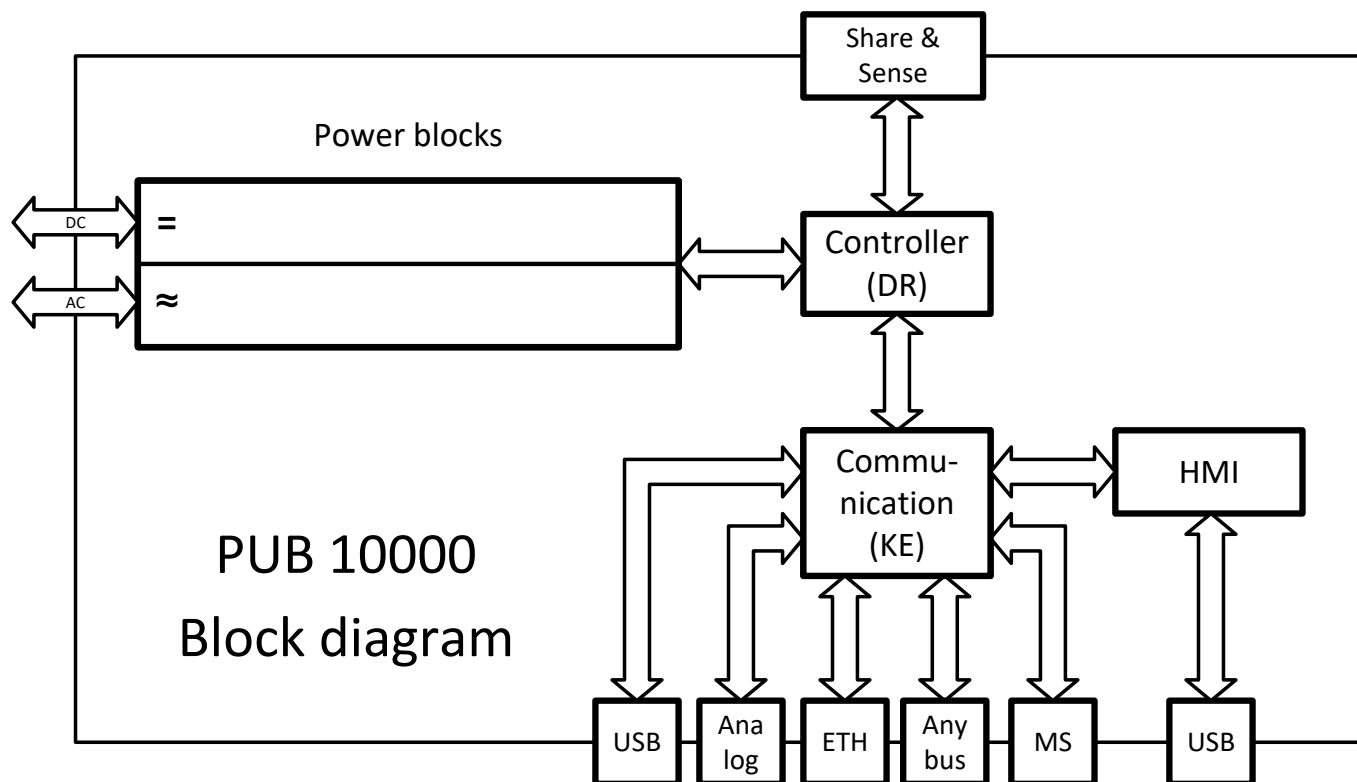 Share &
Sense
Power blocks
DC
=
Controller
(DR)
AC
≈
Commu-
nication
(KE)
HMI
PUB 10000
Block diagram
USB
Ana
log
ETH
Any
bus
MS
USB